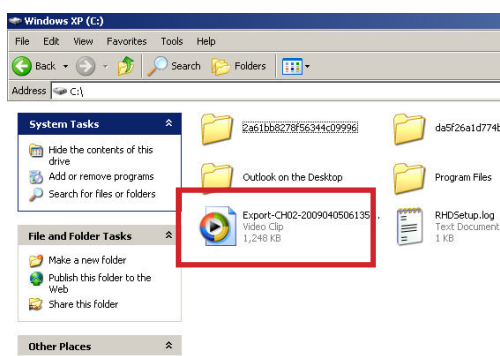 Windows XP (C:)
File Edit View Favorites Tools Help
Back Search Folders
Address C:\
System Tasks
Hide the contents of this
drive
Add or remove programs
Search for files or folders
File and Folder Tasks
Make a new folder
Publish this folder to the
Web
Share this folder
Other Places
2a61bb8278f56344c09996
da5f26a1d774b
Outlook on the Desktop
Program Files
Export-CH02-2009040506135...
Video Clip
1,248 KB
RHDSetup.log
Text Document
1 KB